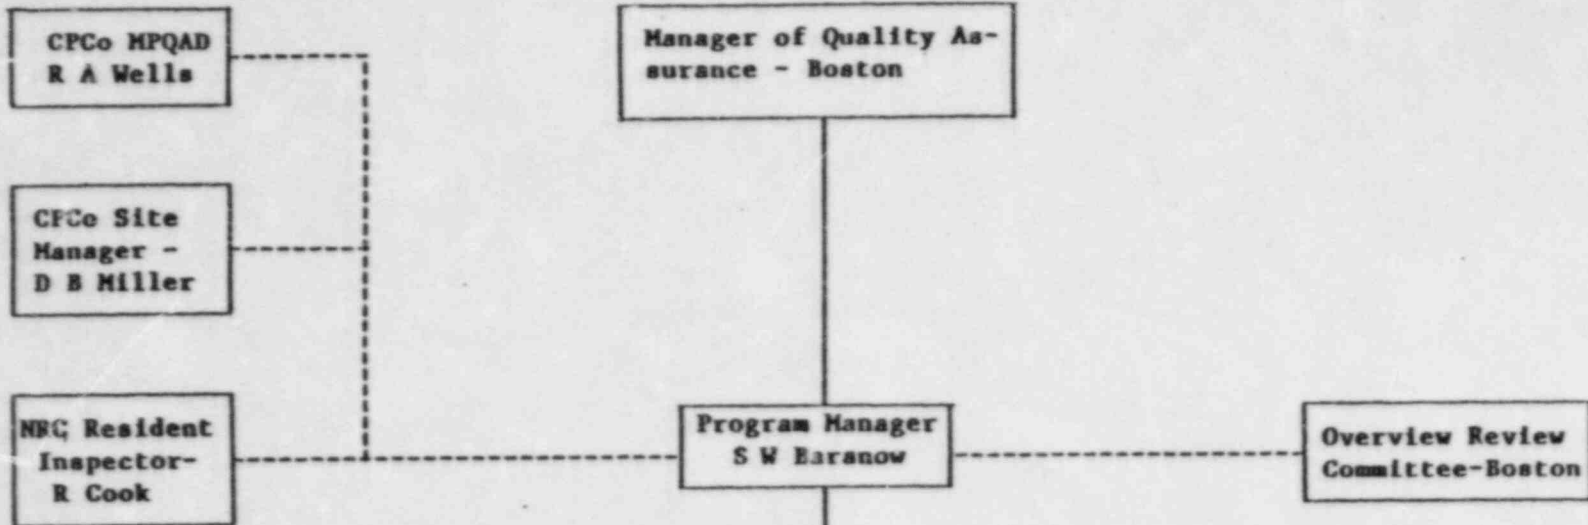 CPCo MPQAD
R A Wells
Manager of Quality As-
surance - Boston
CPCo Site
Manager -
D B Miller
NRC Resident
Inspector-
R Cook
Program Manager
S W Baranow
Overview Review
Committee-Boston